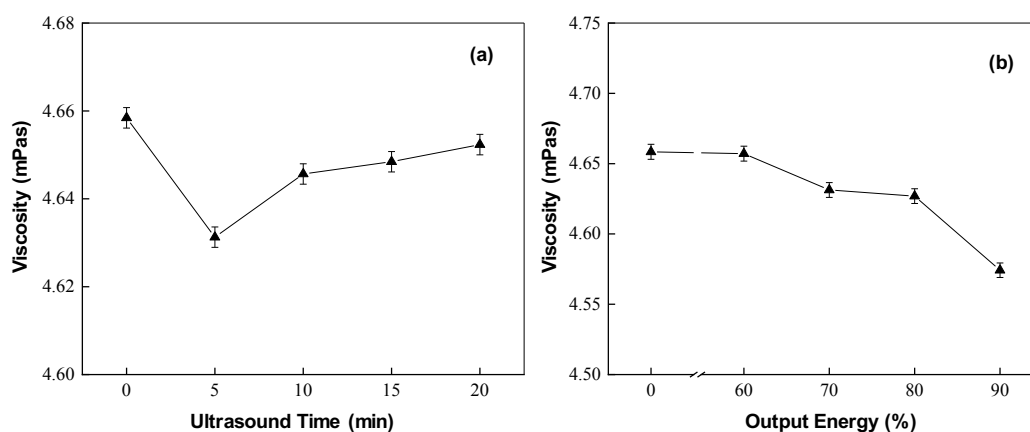 4.68
4.66
4.64
4.62
4.60
Viscosity (mPas)
(a)
0 5 10 15 20
Ultrasound Time (min)
4.75
4.70
4.65
4.60
4.55
4.50
Viscosity (mPas)
(b)
0 60 70 80 90
Output Energy (%)